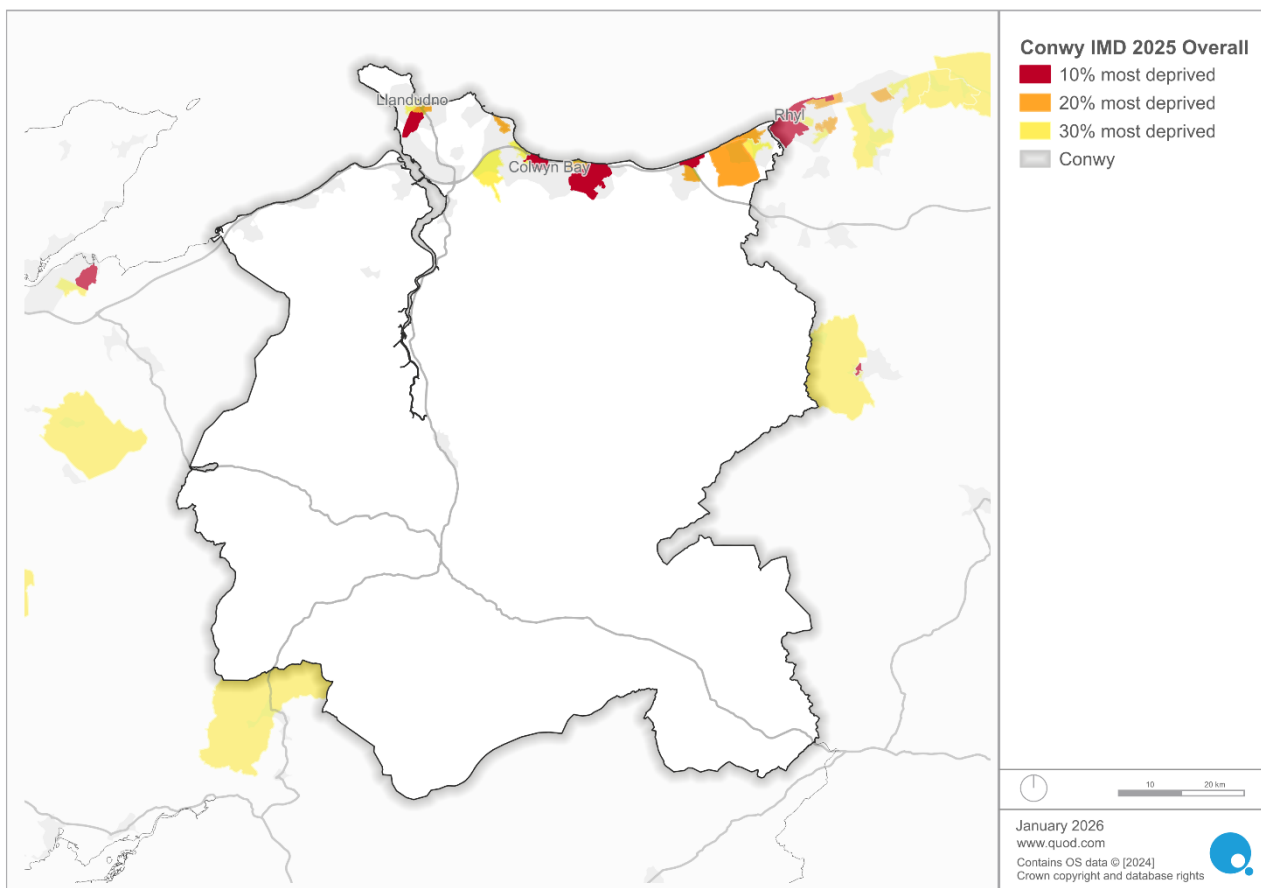 Llandudno
Rhyl
Colwyn Bay
Conwy IMD 2025 Overall
10% most deprived
20% most deprived
30% most deprived
Conwy
10 20 km
January 2026
www.quod.com
Contains OS data © [2024]
Crown copyright and database rights